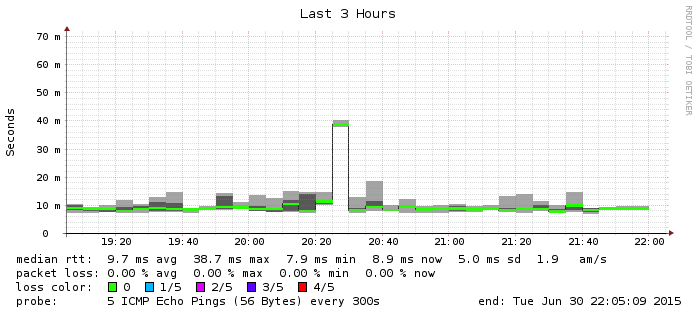 Last 3 Hours
RRDTOOL / TOBI OETIKER
Seconds
70 m
60 m
50 m
40 m
30 m
20 m
10 m
0
19:20 19:40 20:00 20:20 20:40 21:00 21:20 21:40 22:00
median rtt: 9.7 ms avg 38.7 ms max 7.9 ms min 8.9 ms now 5.0 ms sd 1.9 am/s
packet loss: 0.00 % avg 0.00 % max 0.00 % min 0.00 % now
loss color: 0 1/5 2/5 3/5 4/5
probe: 5 ICMP Echo Pings (56 Bytes) every 300s end: Tue Jun 30 22:05:09 2015